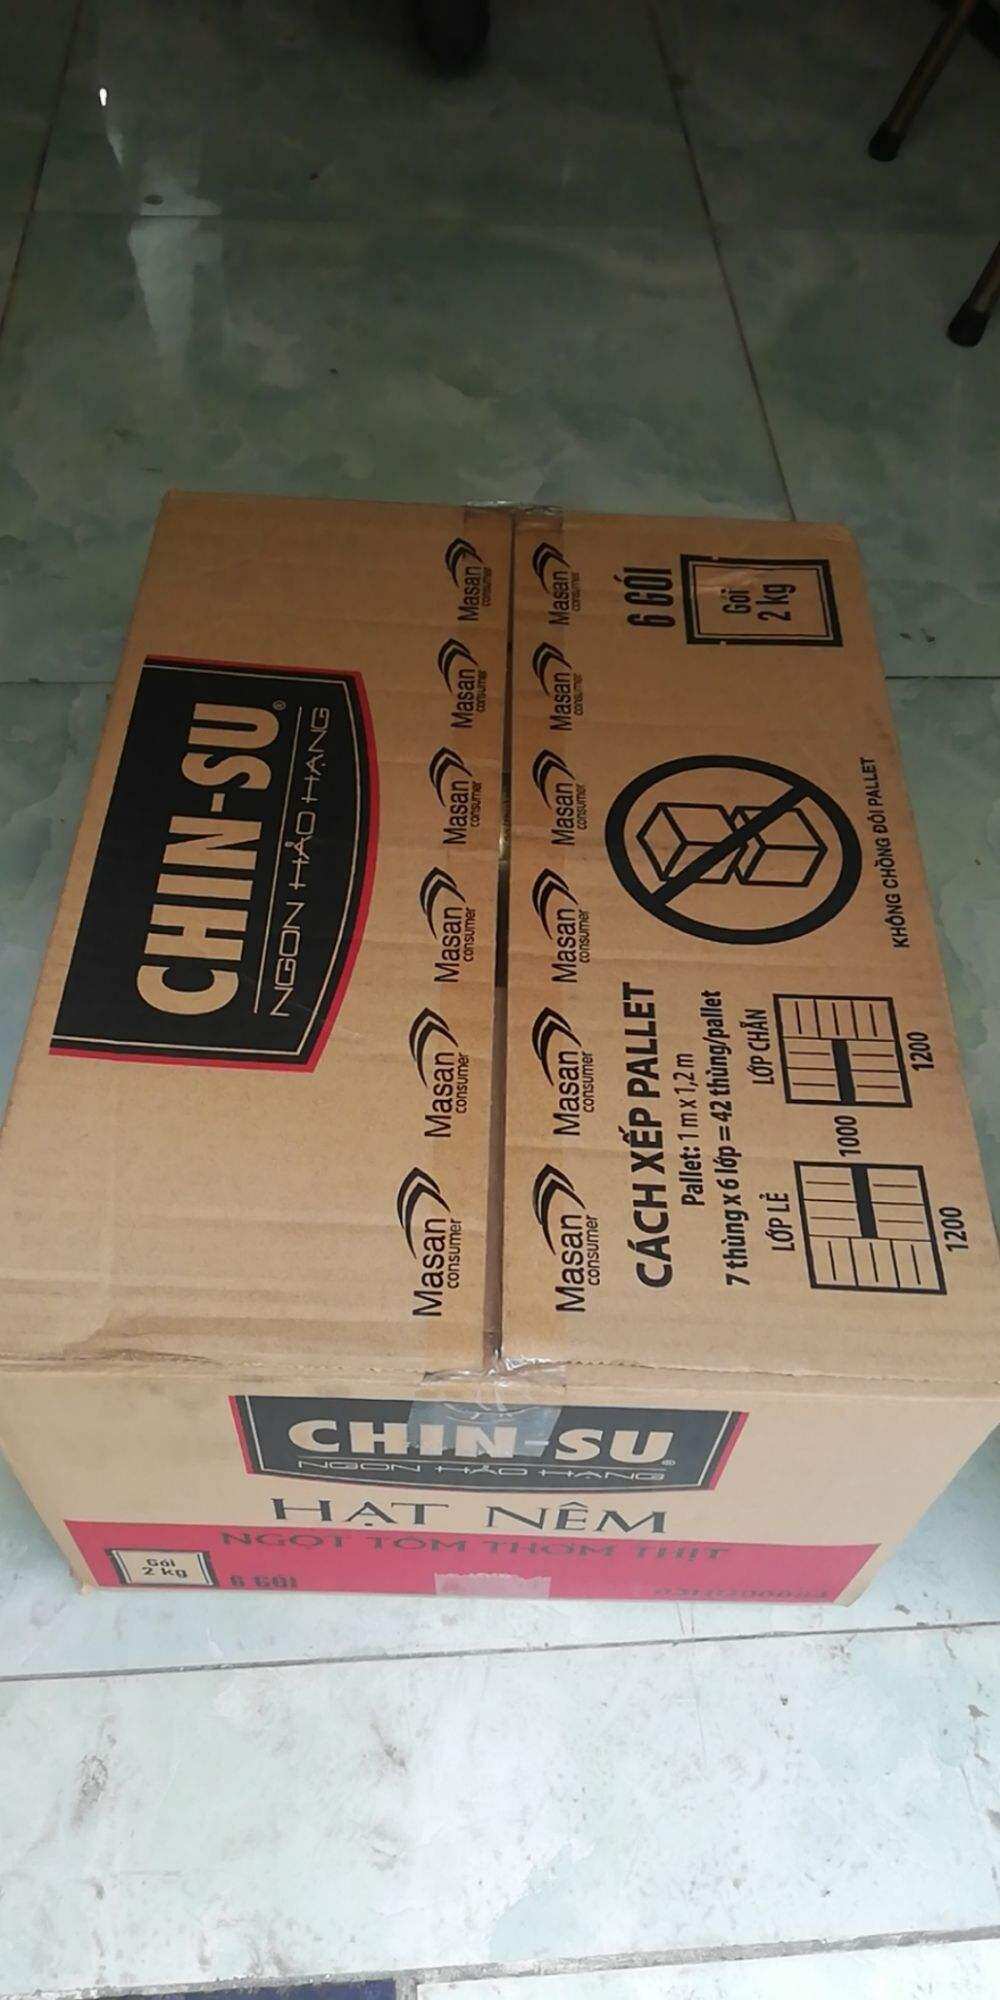 CHIN-SU®
NGON HẢO HẠNG
Masan
consumer
Masan
consumer
Masan
consumer
Masan
consumer
Masan
consumer
Masan
consumer
Masan
consumer
Masan
consumer
Masan
consumer
Masan
consumer
Masan
consumer
Masan
consumer
CÁCH XẾP PALLET
Pallet: 1 m x 1,2 m
7 thùng x 6 lớp = 42 thùng/pallet
LỚP LẺ
LỚP CHẴN
1000
1200
1200
KHÔNG CHỒNG ĐÔI PALLET
6 GÓI
Gói
2 kg
CHIN-SU®
NGON HẢO HẠNG
HẠT NÊM
NGỌT TÔM THƠM THỊT
Gói
2 kg
6 GÓI